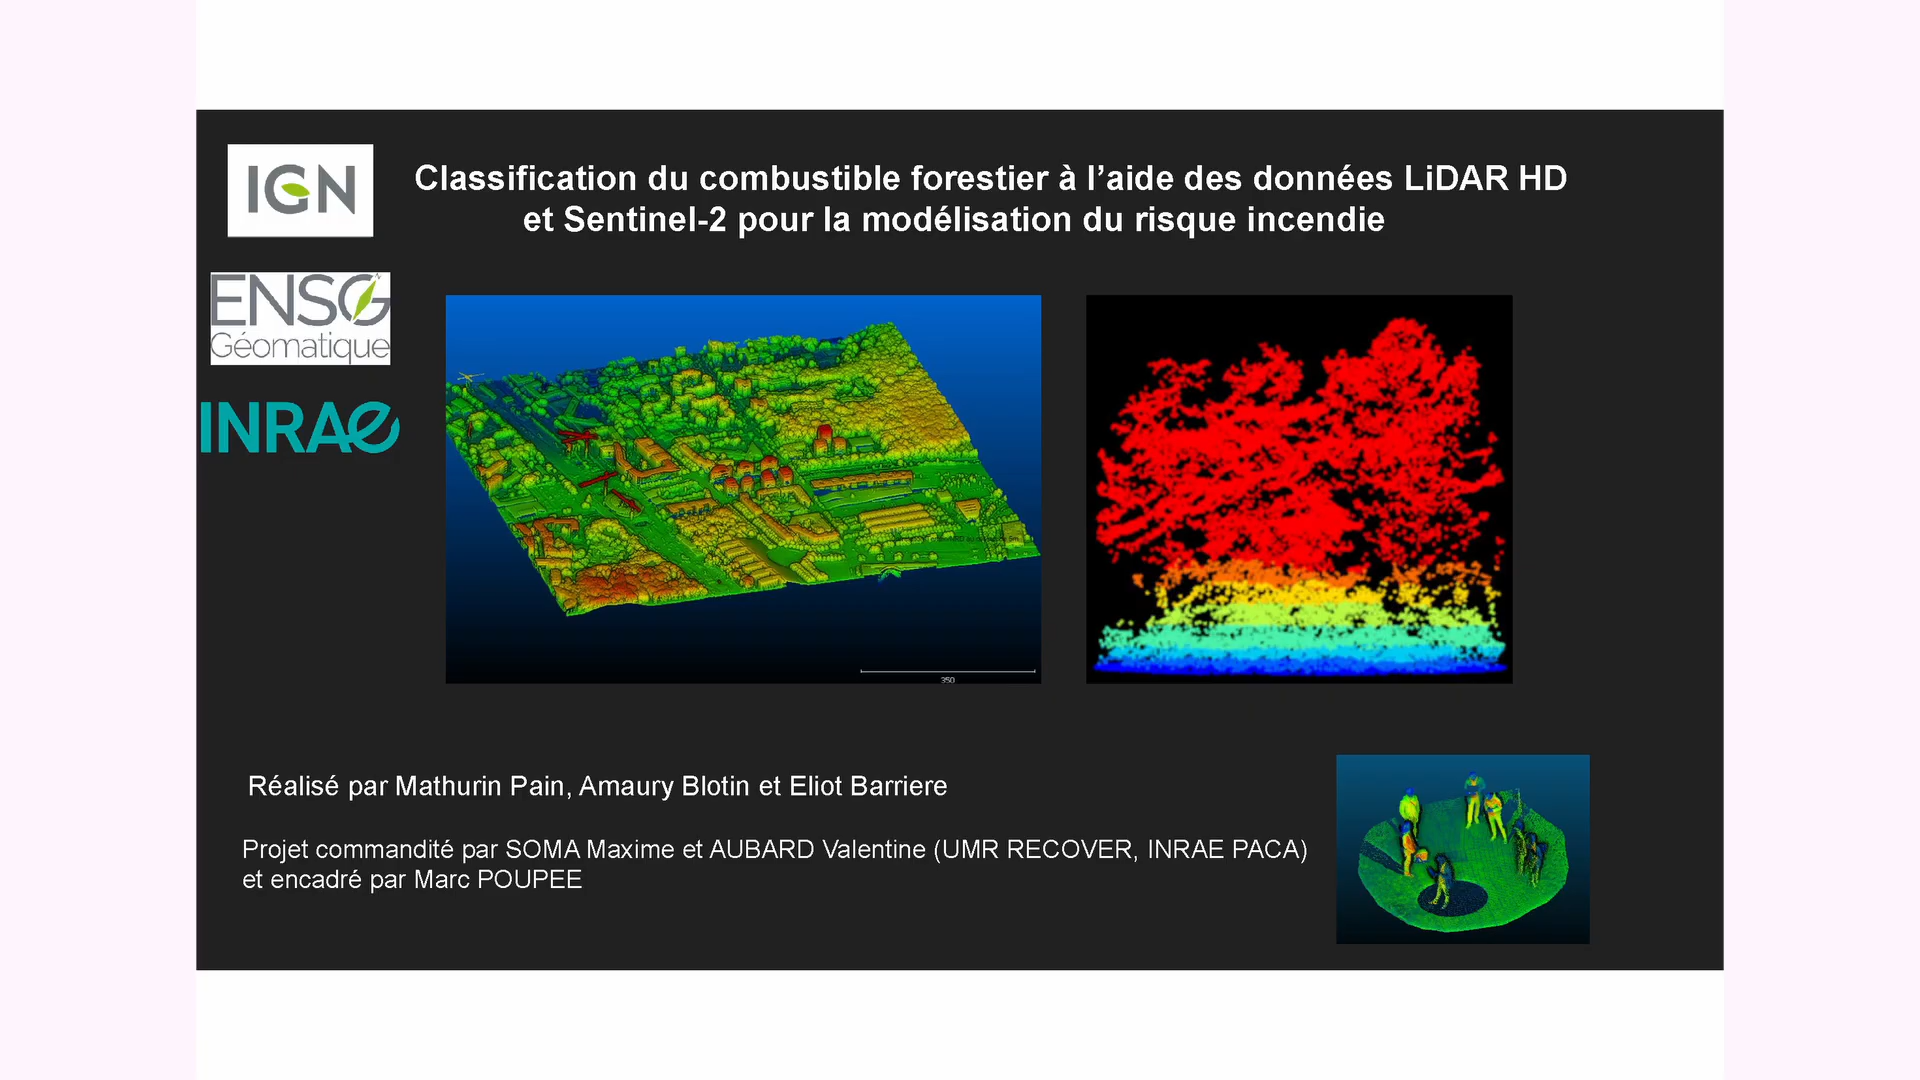 IGN
Classification du combustible forestier à l’aide des données LiDAR HD
et Sentinel-2 pour la modélisation du risque incendie
ENSG
Géomatique
INRAE
350
Réalisé par Mathurin Pain, Amaury Blotin et Eliot Barriere
Projet commandité par SOMA Maxime et AUBARD Valentine (UMR RECOVER, INRAE PACA)
et encadré par Marc POUPEE